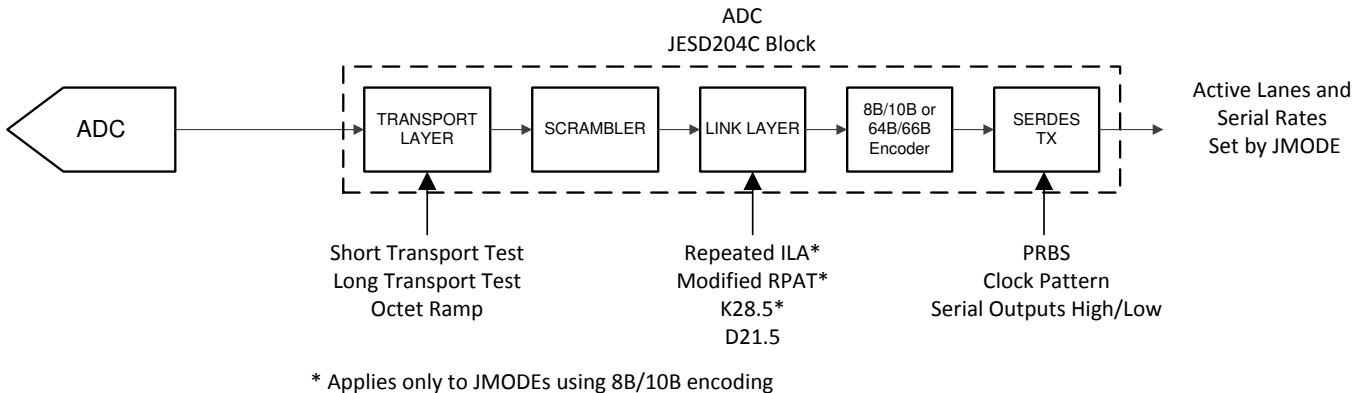 ADC
JESD204C Block
ADC
TRANSPORT
LAYER
SCRAMBLER
LINK LAYER
8B/10B or
64B/66B
Encoder
SERDES
TX
Active Lanes and
Serial Rates
Set by JMODE
Short Transport Test
Long Transport Test
Octet Ramp
Repeated ILA*
Modified RPAT*
K28.5*
D21.5
PRBS
Clock Pattern
Serial Outputs High/Low
* Applies only to JMODEs using 8B/10B encoding